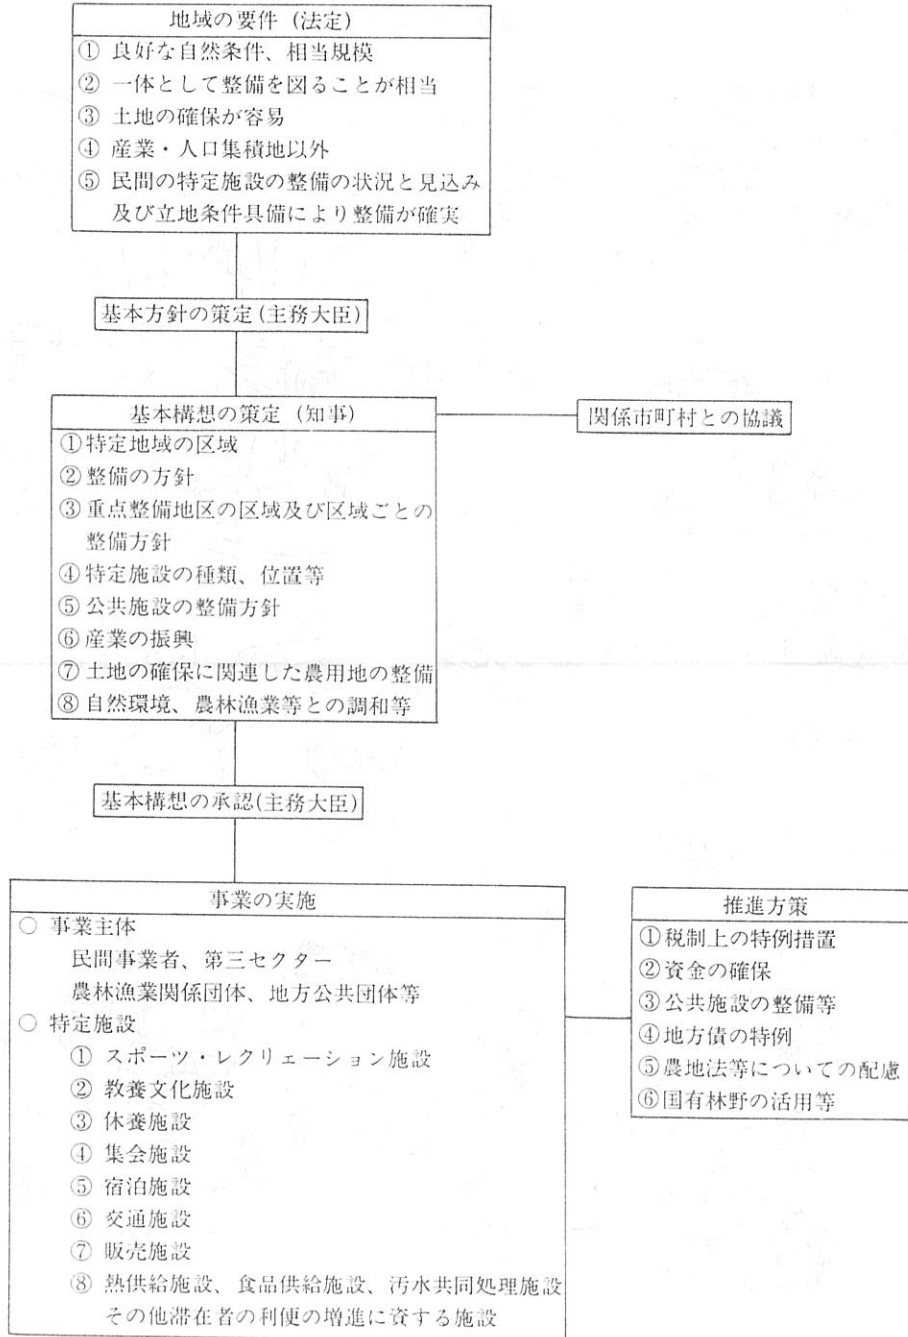 地域の要件（法定）
① 良好な自然条件、相当規模
② 一体として整備を図ることが相当
③ 土地の確保が容易
④ 産業・人口集積地以外
⑤ 民間の特定施設の整備の状況と見込み
及び立地条件具備により整備が確実
基本方針の策定(主務大臣)
基本構想の策定（知事）
①特定地域の区域
②整備の方針
③重点整備地区の区域及び区域ごとの
整備方針
④特定施設の種類、位置等
⑤公共施設の整備方針
⑥産業の振興
⑦土地の確保に関連した農用地の整備
⑧自然環境、農林漁業等との調和等
関係市町村との協議
基本構想の承認(主務大臣)
事業の実施
○ 事業主体
民間事業者、第三セクター
農林漁業関係団体、地方公共団体等
○ 特定施設
① スポーツ・レクリェーション施設
② 教養文化施設
③ 休養施設
④ 集会施設
⑤ 宿泊施設
⑥ 交通施設
⑦ 販売施設
⑧ 熱供給施設、食品供給施設、汚水共同処理施設
その他滞在者の利便の増進に資する施設
推進方策
①税制上の特例措置
②資金の確保
③公共施設の整備等
④地方債の特例
⑤農地法等についての配慮
⑥国有林野の活用等